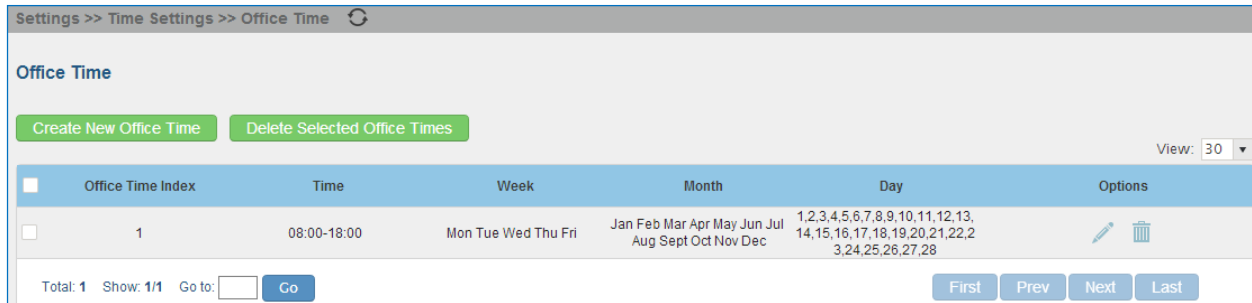 Settings >> Time Settings >> Office Time
Office Time
Create New Office Time Delete Selected Office Times
View: 30
Office Time Index Time Week Month Day Options
1 08:00-18:00 Mon Tue Wed Thu Fri Jan Feb Mar Apr May Jun Jul 1,2,3,4,5,6,7,8,9,10,11,12,13,
Aug Sept Oct Nov Dec 14,15,16,17,18,19,20,21,22,2
3,24,25,26,27,28
Total: 1 Show: 1/1 Go to: Go First Prev Next Last